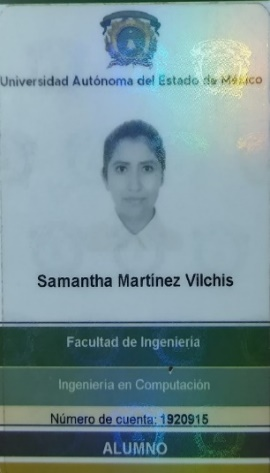 Universidad Autónoma del Estado de México
Samantha Martínez Vilchis
Facultad de Ingeniería
Ingeniería en Computación
Número de cuenta: 1920915
ALUMNO